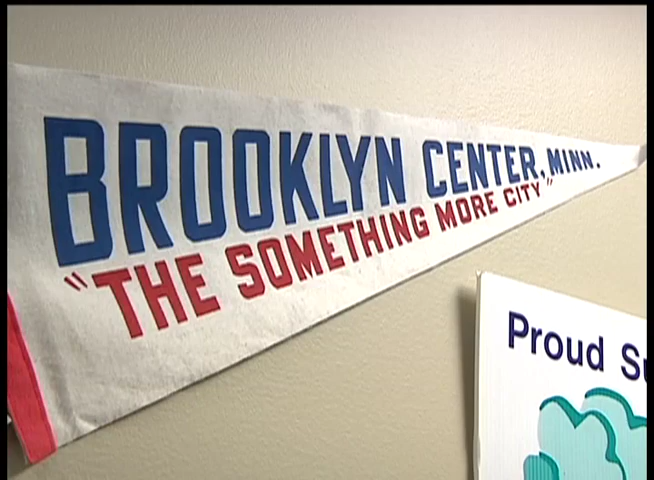 BROOKLYN CENTER, MINN.
"THE SOMETHING MORE CITY"
Proud